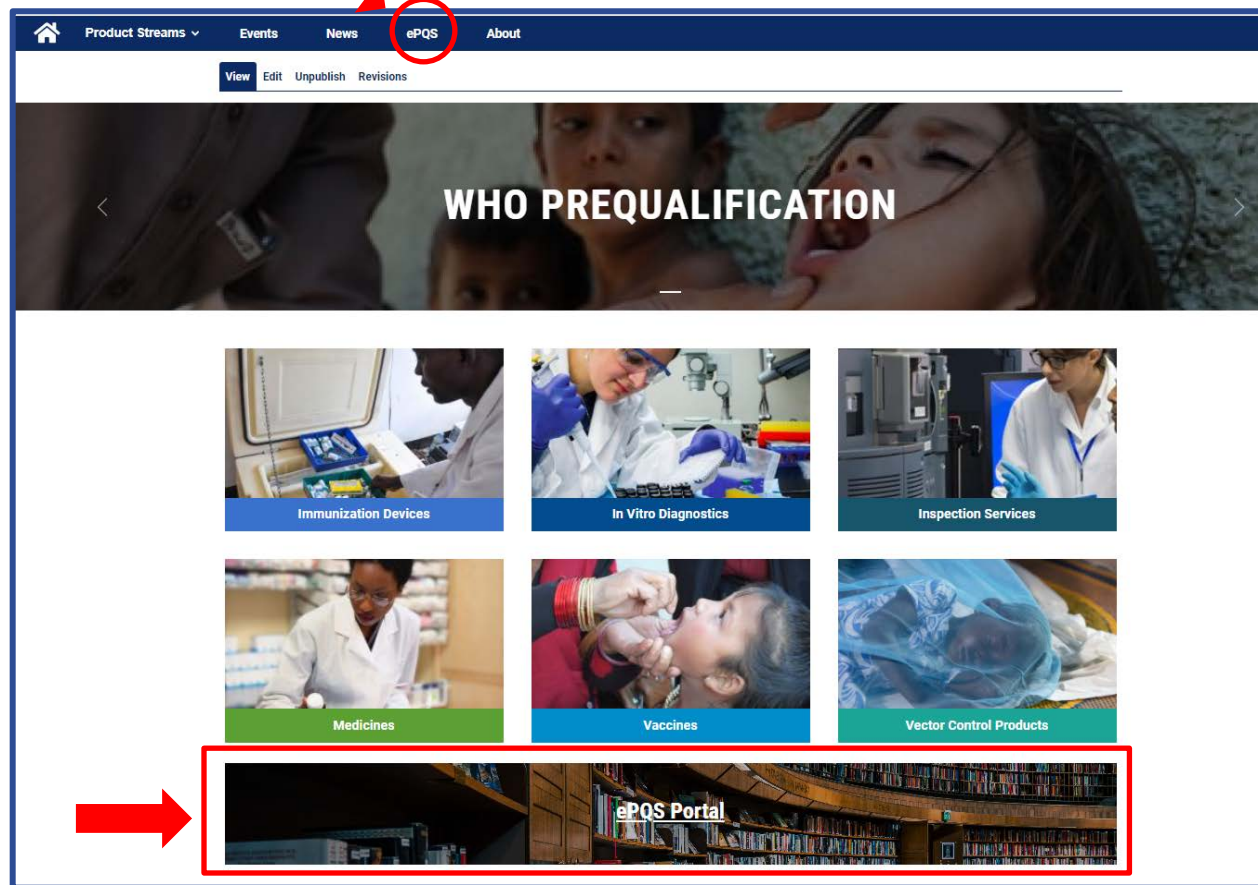 Product Streams Events News ePQS About
View Edit Unpublish Revisions
WHO PREQUALIFICATION
Immunization Devices In Vitro Diagnostics Inspection Services
Medicines Vaccines Vector Control Products
ePQS Portal